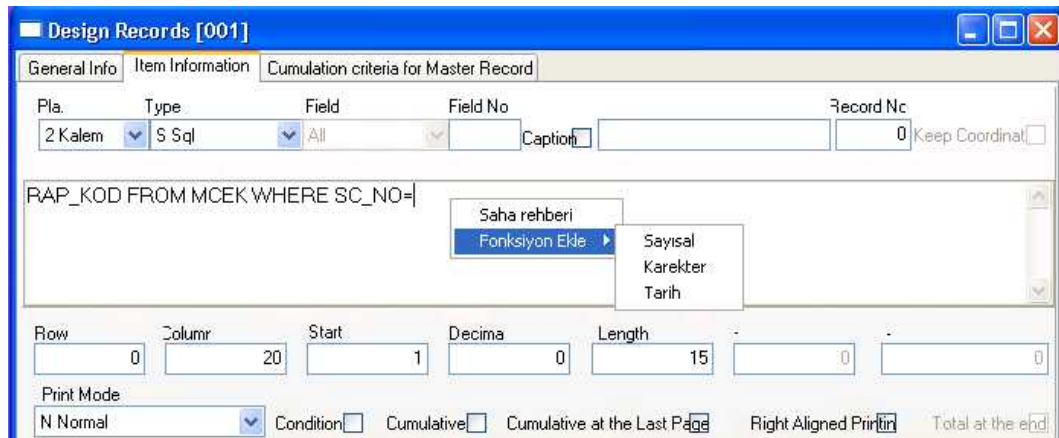 Design Records [001]
General Info Item Information Cumulation criteria for Master Record
Pla. Type Field Field No Record No
2 Kalem S Sql All Caption 0 Keep Coordinat
RAP_KOD FROM MCEK WHERE SC_NO=
Saha rehberi
Fonksiyon Ekle Sayısal
Karekter
Tarih
Row Column Start Decima Length - -
0 20 1 0 15 0 0
Print Mode
N Normal Condition Cumulative Cumulative at the Last Page Right Aligned Printin Total at the end